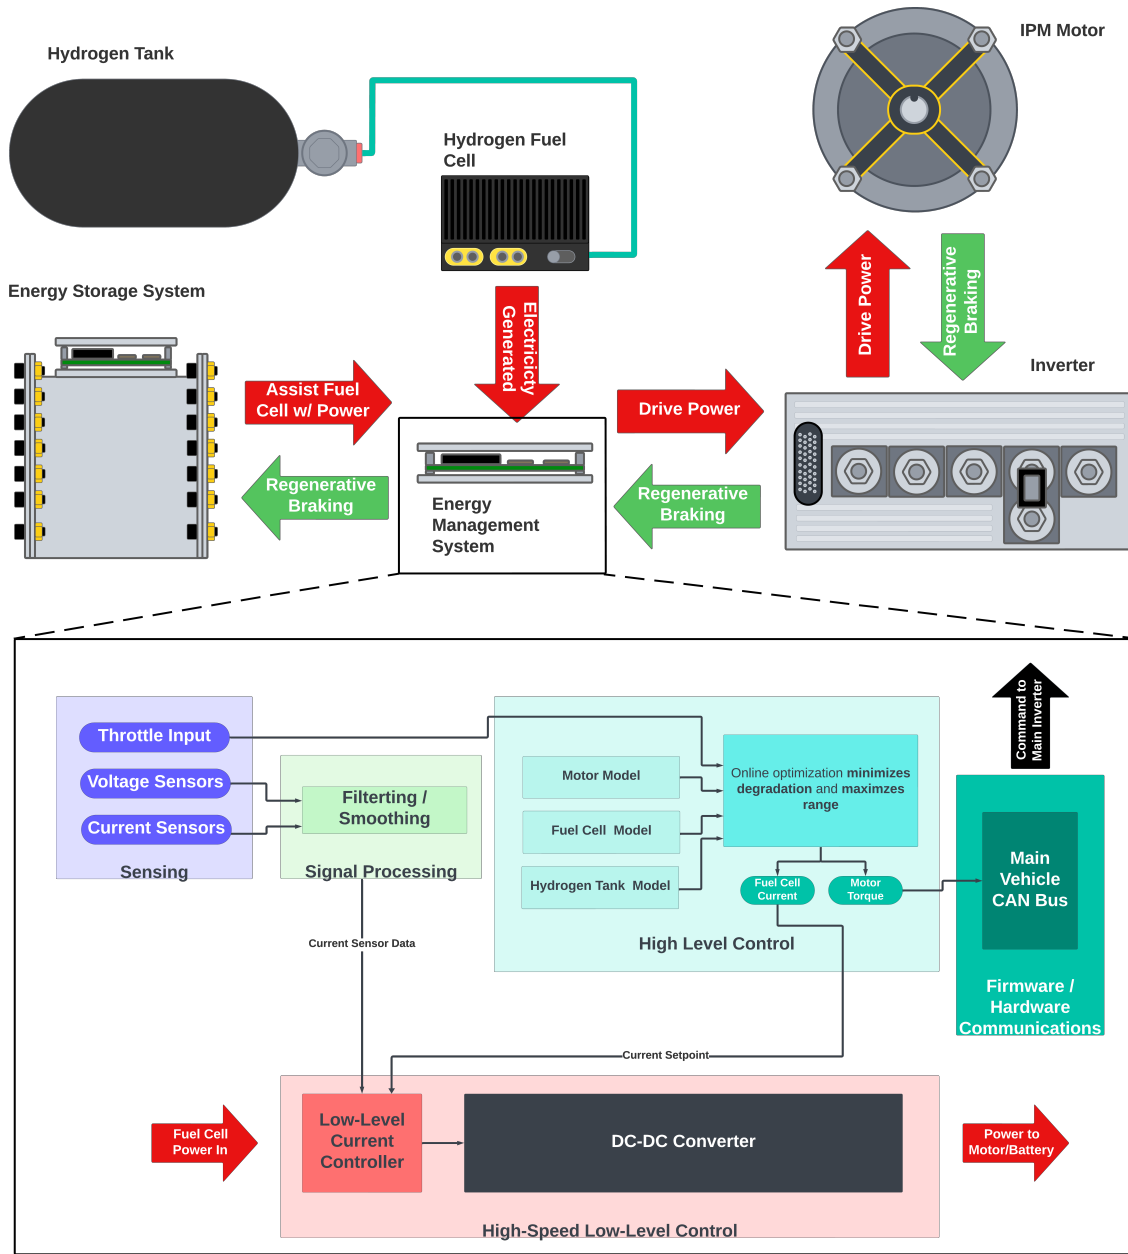 IPM Motor
Hydrogen Tank
Hydrogen Fuel
Cell
Energy Storage System
Electricicty
Generated
Drive Power
Regenerative
Braking
Inverter
Assist Fuel
Cell w/ Power
Drive Power
Regenerative
Braking
Regenerative
Braking
Energy
Management
System
Command to
Main Inverter
Throttle Input
Voltage Sensors
Current Sensors
Sensing
Filterting /
Smoothing
Signal Processing
Motor Model
Fuel Cell Model
Hydrogen Tank Model
Online optimization minimizes
degradation and maximzes
range
Fuel Cell
Current
Motor
Torque
High Level Control
Main
Vehicle
CAN Bus
Firmware /
Hardware
Communications
Current Sensor Data
Current Setpoint
Fuel Cell
Power In
Low-Level
Current
Controller
DC-DC Converter
Power to
Motor/Battery
High-Speed Low-Level Control